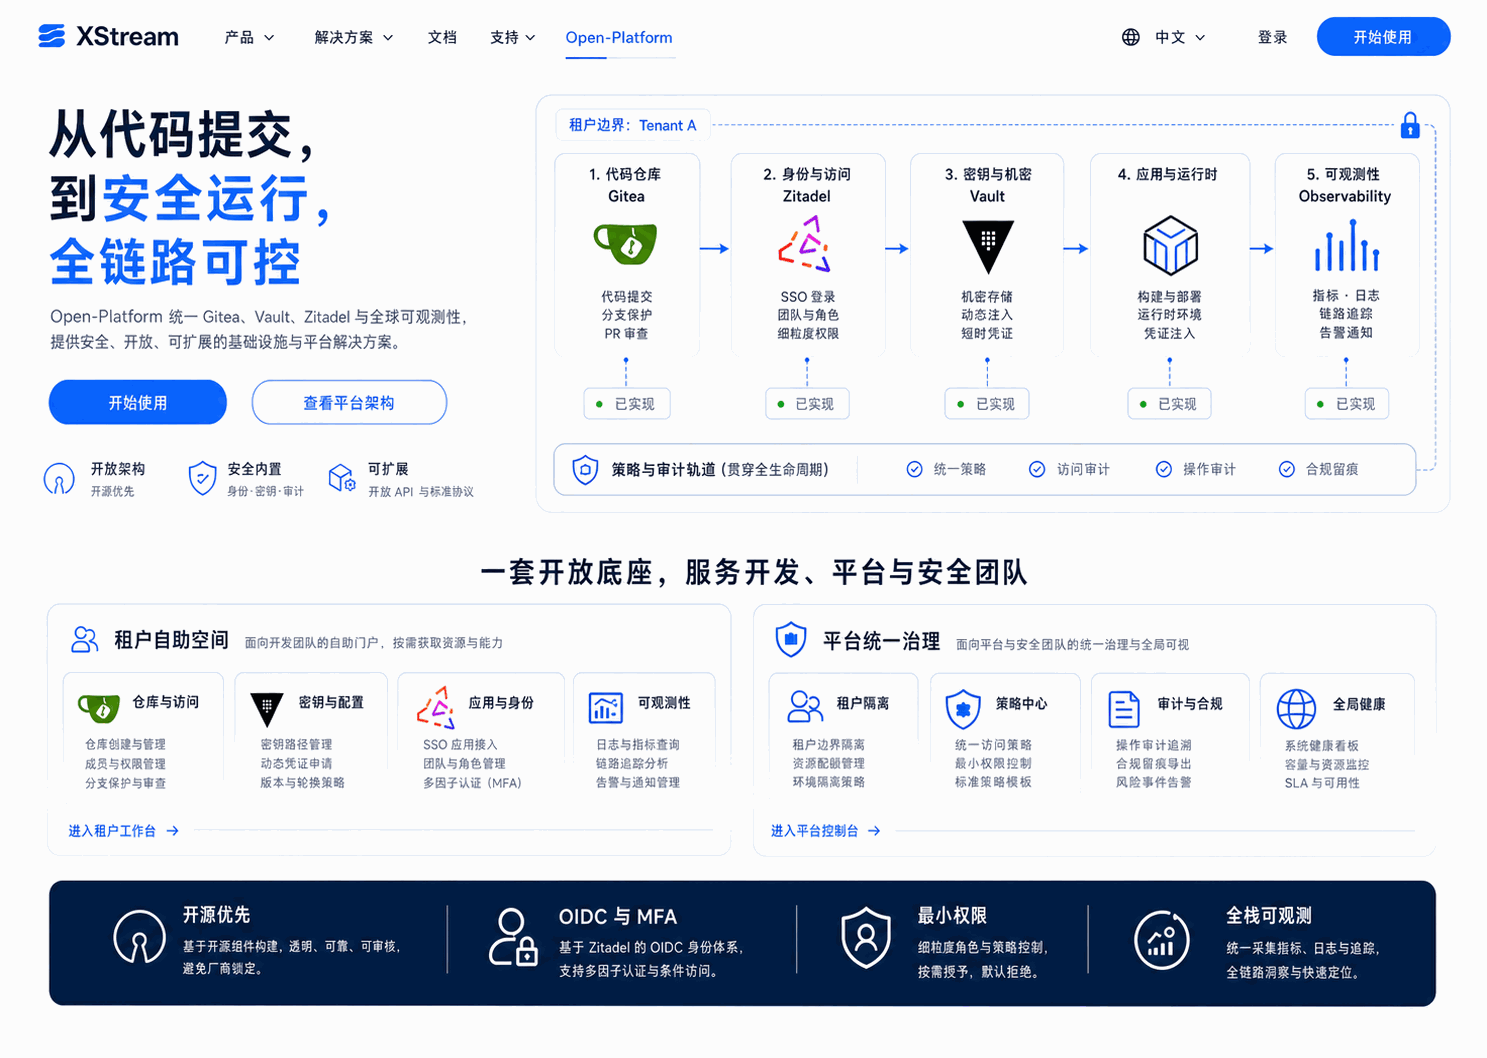 XStream
产品
解决方案
文档
支持
Open-Platform
中文
登录
开始使用
从代码提交，
到安全运行，
全链路可控
Open-Platform 统一 Gitea、Vault、Zitadel 与全球可观测性，
提供安全、开放、可扩展的基础设施与平台解决方案。
开始使用
查看平台架构
开放架构
开源优先
安全内置
身份·密钥·审计
可扩展
开放 API 与标准协议
租户边界：Tenant A
1. 代码仓库
Gitea
代码提交
分支保护
PR 审查
已实现
2. 身份与访问
Zitadel
SSO 登录
团队与角色
细粒度权限
已实现
3. 密钥与机密
Vault
机密存储
动态注入
短时凭证
已实现
4. 应用与运行时
构建与部署
运行时环境
凭证注入
已实现
5. 可观测性
Observability
指标 · 日志
链路追踪
告警通知
已实现
策略与审计轨道 (贯穿全生命周期)
统一策略
访问审计
操作审计
合规留痕
一套开放底座，服务开发、平台与安全团队
租户自助空间
面向开发团队的自助门户，按需获取资源与能力
仓库与访问
仓库创建与管理
成员与权限管理
分支保护与审查
密钥与配置
密钥路径管理
动态凭证申请
版本与轮换策略
应用与身份
SSO 应用接入
团队与角色管理
多因子认证 (MFA)
可观测性
日志与指标查询
链路追踪分析
告警与通知管理
进入租户工作台 →
平台统一治理
面向平台与安全团队的统一治理与全局可视
租户隔离
租户边界隔离
资源配额管理
环境隔离策略
策略中心
统一访问策略
最小权限控制
标准策略模板
审计与合规
操作审计追溯
合规留痕导出
风险事件告警
全局健康
系统健康看板
容量与资源监控
SLA 与可用性
进入平台控制台 →
开源优先
基于开源组件构建，透明、可靠、可审核，
避免厂商锁定。
OIDC 与 MFA
基于 Zitadel 的 OIDC 身份体系，
支持多因子认证与条件访问。
最小权限
细粒度角色与策略控制，
按需授予，默认拒绝。
全栈可观测
统一采集指标、日志与追踪，
全链路洞察与快速定位。